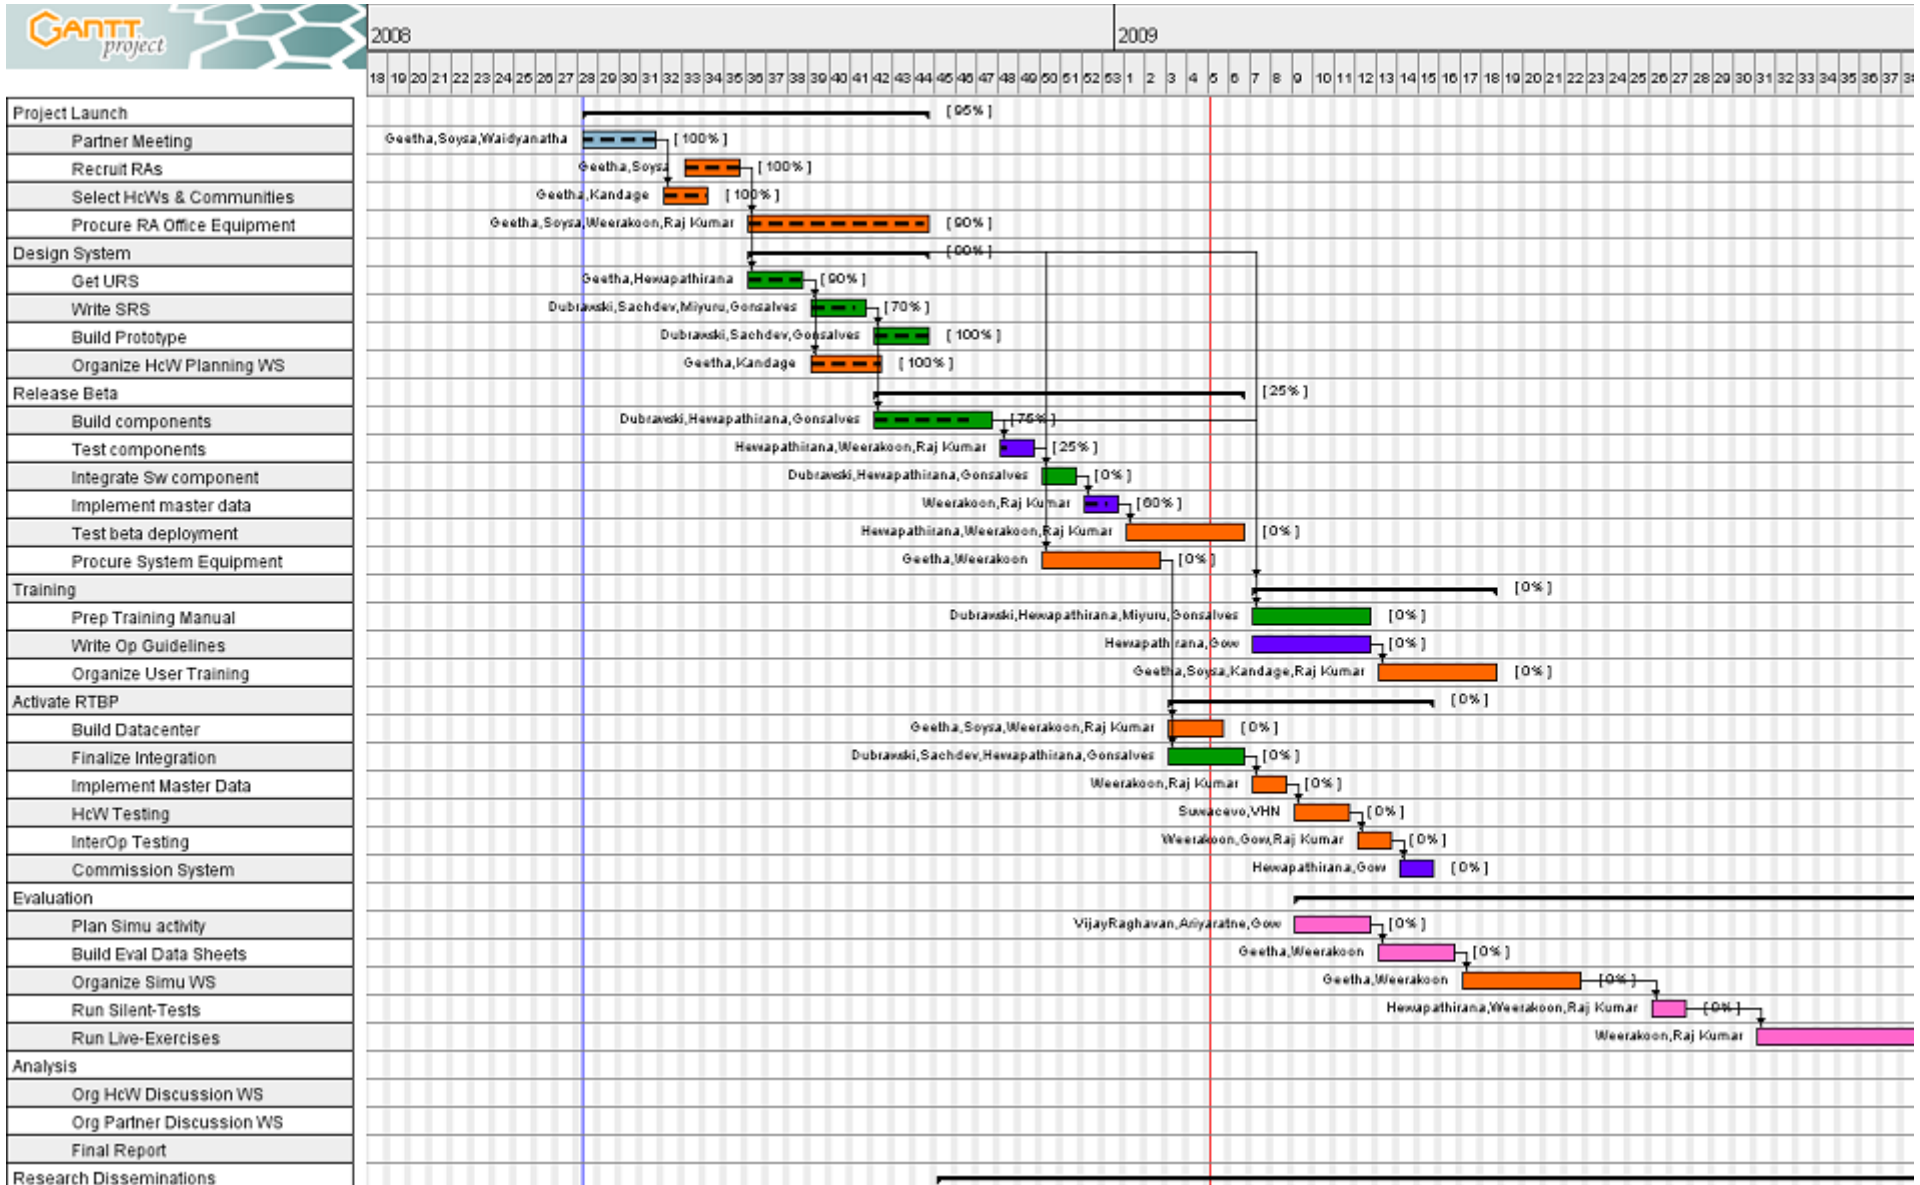 GANTT
project
2008 2009
18 19 20 21 22 23 24 25 26 27 28 29 30 31 32 33 34 35 36 37 38 39 40 41 42 43 44 45 46 47 48 49 50 51 52 53 1 2 3 4 5 6 7 8 9 10 11 12 13 14 15 16 17 18 19 20 21 22 23 24 25 26 27 28 29 30 31 32 33 34 35 36 37
Project Launch [95%]
Partner Meeting Geetha,Soysa,Waidyanatha [100%]
Recruit RAs Geetha,Soysa [100%]
Select HcWs & Communities Geetha,Kandage [100%]
Procure RA Office Equipment Geetha,Soysa,Weerakoon,Raj Kumar [90%]
Design System [90%]
Get URS Geetha,Hewapathirana [90%]
Write SRS Dubrawski,Sachdev,Miyuru,Gonsalves [70%]
Build Prototype Dubrawski,Sachdev,Gonsalves [100%]
Organize HcW Planning WS Geetha,Kandage [100%]
Release Beta [25%]
Build components Dubrawski,Hewapathirana,Gonsalves [75%]
Test components Hewapathirana,Weerakoon,Raj Kumar [25%]
Integrate Sw component Dubrawski,Hewapathirana,Gonsalves [0%]
Implement master data Weerakoon,Raj Kumar [60%]
Test beta deployment Hewapathirana,Weerakoon,Raj Kumar [0%]
Procure System Equipment Geetha,Weerakoon [0%]
Training [0%]
Prep Training Manual Dubrawski,Hewapathirana,Miyuru,Gonsalves [0%]
Write Op Guidelines Hewapathirana,Gow [0%]
Organize User Training Geetha,Soysa,Kandage,Raj Kumar [0%]
Activate RTBP [0%]
Build Datacenter Geetha,Soysa,Weerakoon,Raj Kumar [0%]
Finalize Integration Dubrawski,Sachdev,Hewapathirana,Gonsalves [0%]
Implement Master Data Weerakoon,Raj Kumar [0%]
HcW Testing Suwacevo,VHN [0%]
InterOp Testing Weerakoon,Gow,Raj Kumar [0%]
Commission System Hewapathirana,Gow [0%]
Evaluation
Plan Simu activity VijayRaghavan,Ariyaratne,Gow [0%]
Build Eval Data Sheets Geetha,Weerakoon [0%]
Organize Simu WS Geetha,Weerakoon [0%]
Run Silent-Tests Hewapathirana,Weerakoon,Raj Kumar [0%]
Run Live-Exercises Weerakoon,Raj Kumar
Analysis
Org HcW Discussion WS
Org Partner Discussion WS
Final Report
Research Disseminations